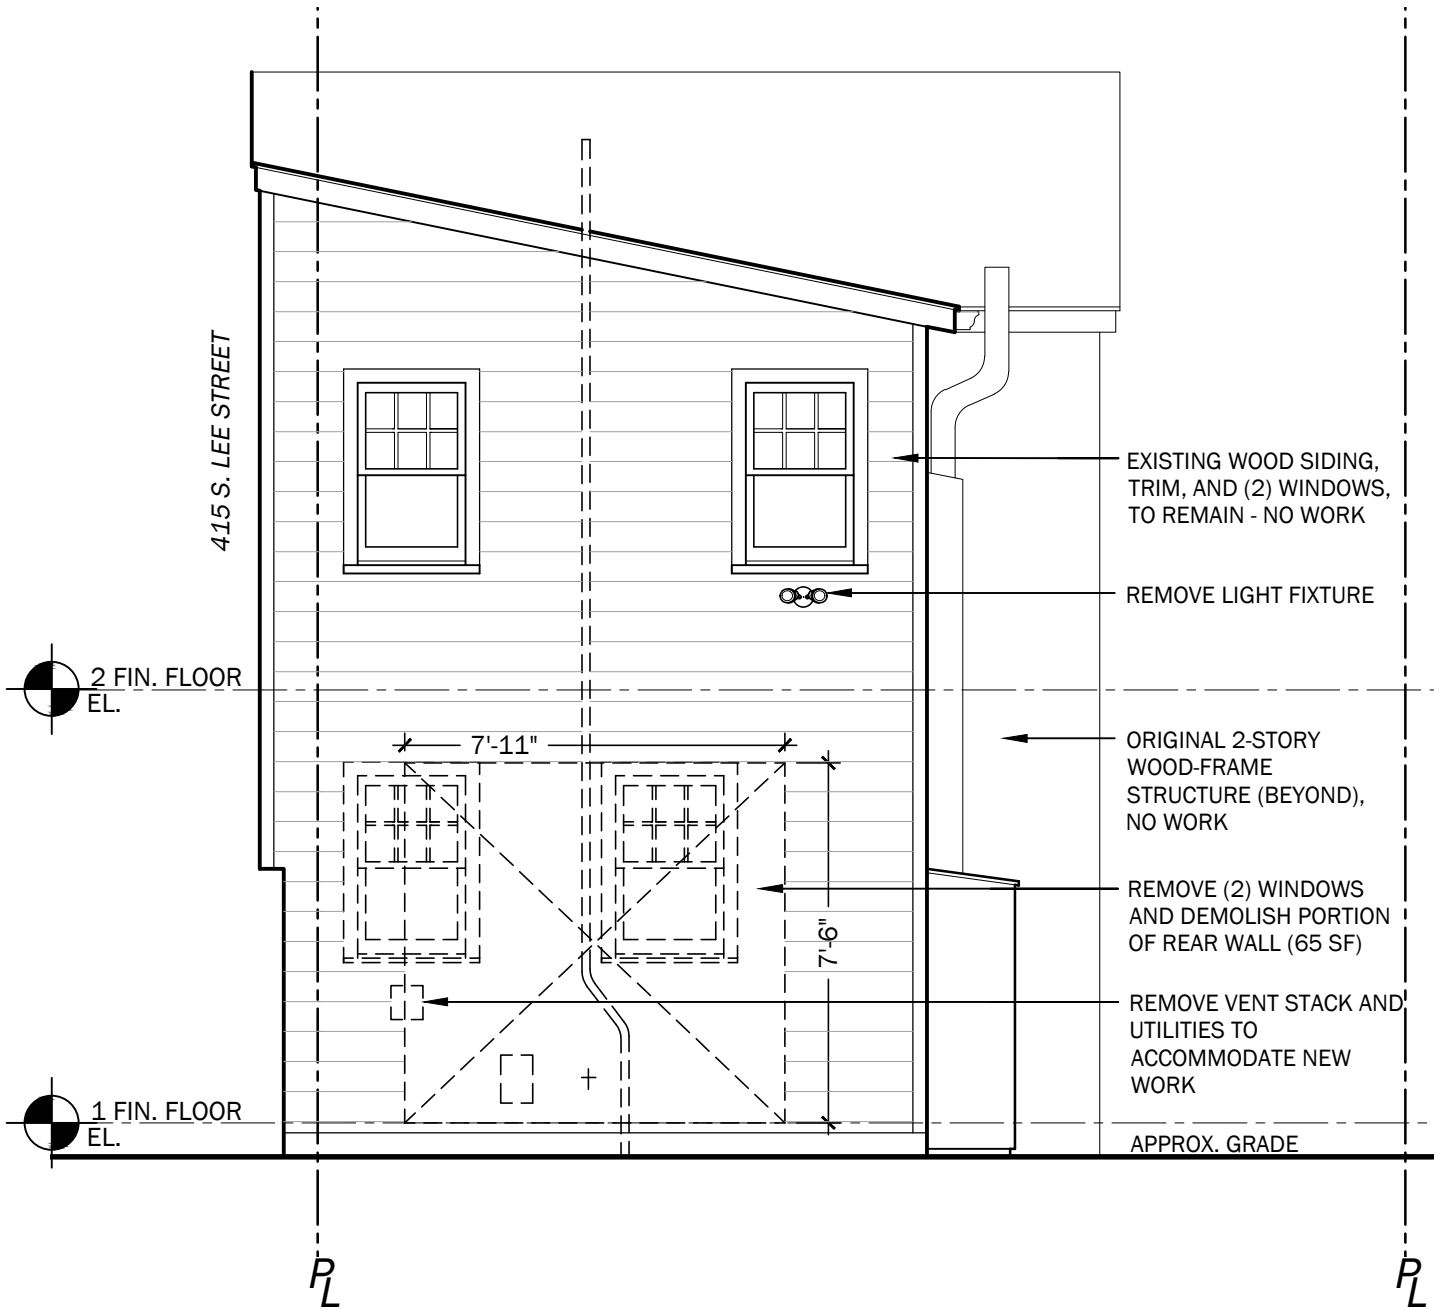 415 S. LEE STREET
EXISTING WOOD SIDING,
TRIM, AND (2) WINDOWS,
TO REMAIN - NO WORK
REMOVE LIGHT FIXTURE
2 FIN. FLOOR
EL.
7'-11"
ORIGINAL 2-STORY
WOOD-FRAME
STRUCTURE (BEYOND),
NO WORK
REMOVE (2) WINDOWS
AND DEMOLISH PORTION
OF REAR WALL (65 SF)
7'-6"
REMOVE VENT STACK AND
UTILITIES TO
ACCOMMODATE NEW
WORK
1 FIN. FLOOR
EL.
APPROX. GRADE
PL
PL